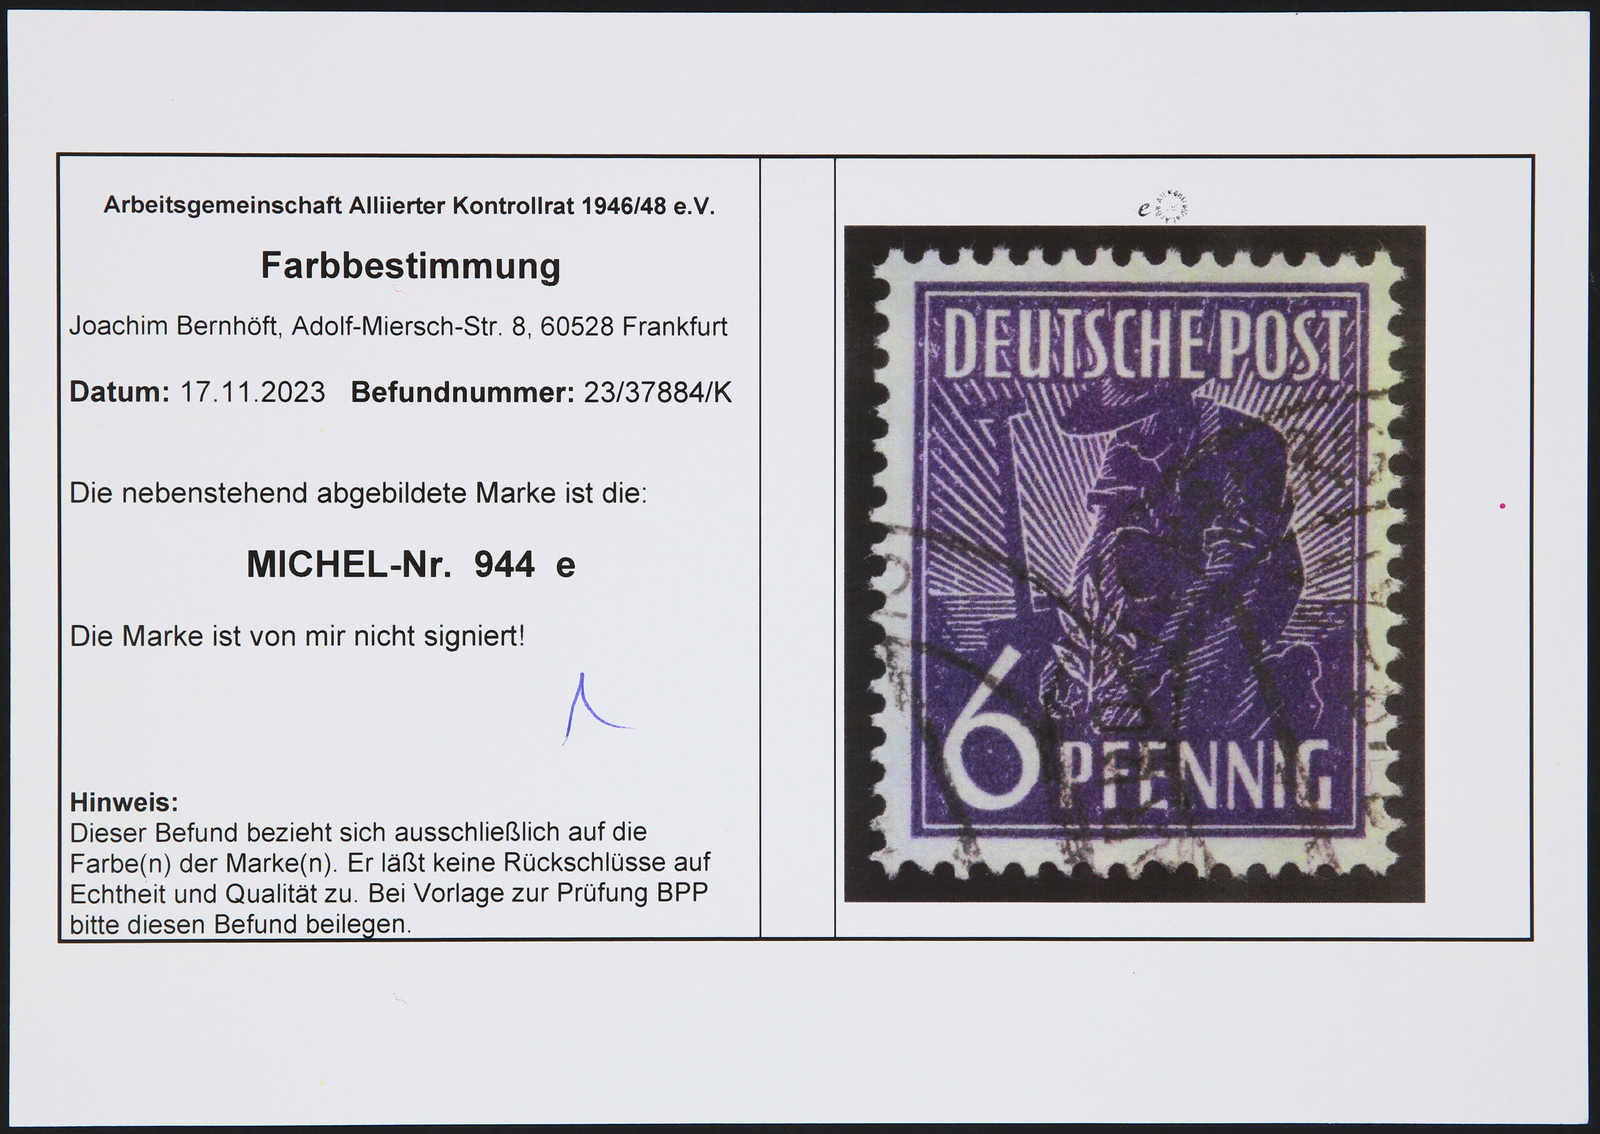 Arbeitsgemeinschaft Alliierter Kontrollrat 1946/48 e.V.
Farbbestimmung
Joachim Bernhöft, Adolf-Miersch-Str. 8, 60528 Frankfurt
Datum: 17.11.2023 Befundnummer: 23/37884/K
Die nebenstehend abgebildete Marke ist die:
MICHEL-Nr. 944 e
Die Marke ist von mir nicht signiert!
Hinweis:
Dieser Befund bezieht sich ausschließlich auf die
Farbe(n) der Marke(n). Er läßt keine Rückschlüsse auf
Echtheit und Qualität zu. Bei Vorlage zur Prüfung BPP
bitte diesen Befund beilegen.
e
DEUTSCHE POST
6 PFENNIG